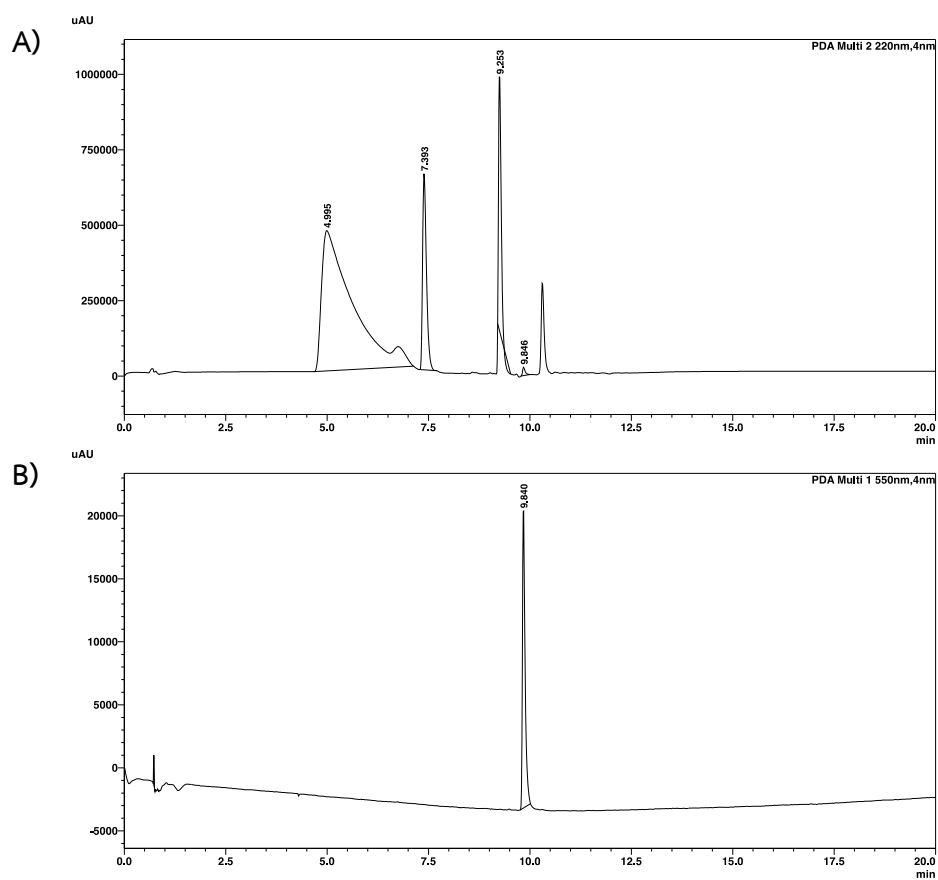 A)
uAU
PDA Multi 2 220nm,4nm
1000000
750000
500000
250000
0
4.995
7.393
9.253
9.846
0.0 2.5 5.0 7.5 10.0 12.5 15.0 17.5 20.0
min
B)
uAU
PDA Multi 1 550nm,4nm
20000
15000
10000
5000
0
-5000
9.840
0.0 2.5 5.0 7.5 10.0 12.5 15.0 17.5 20.0
min